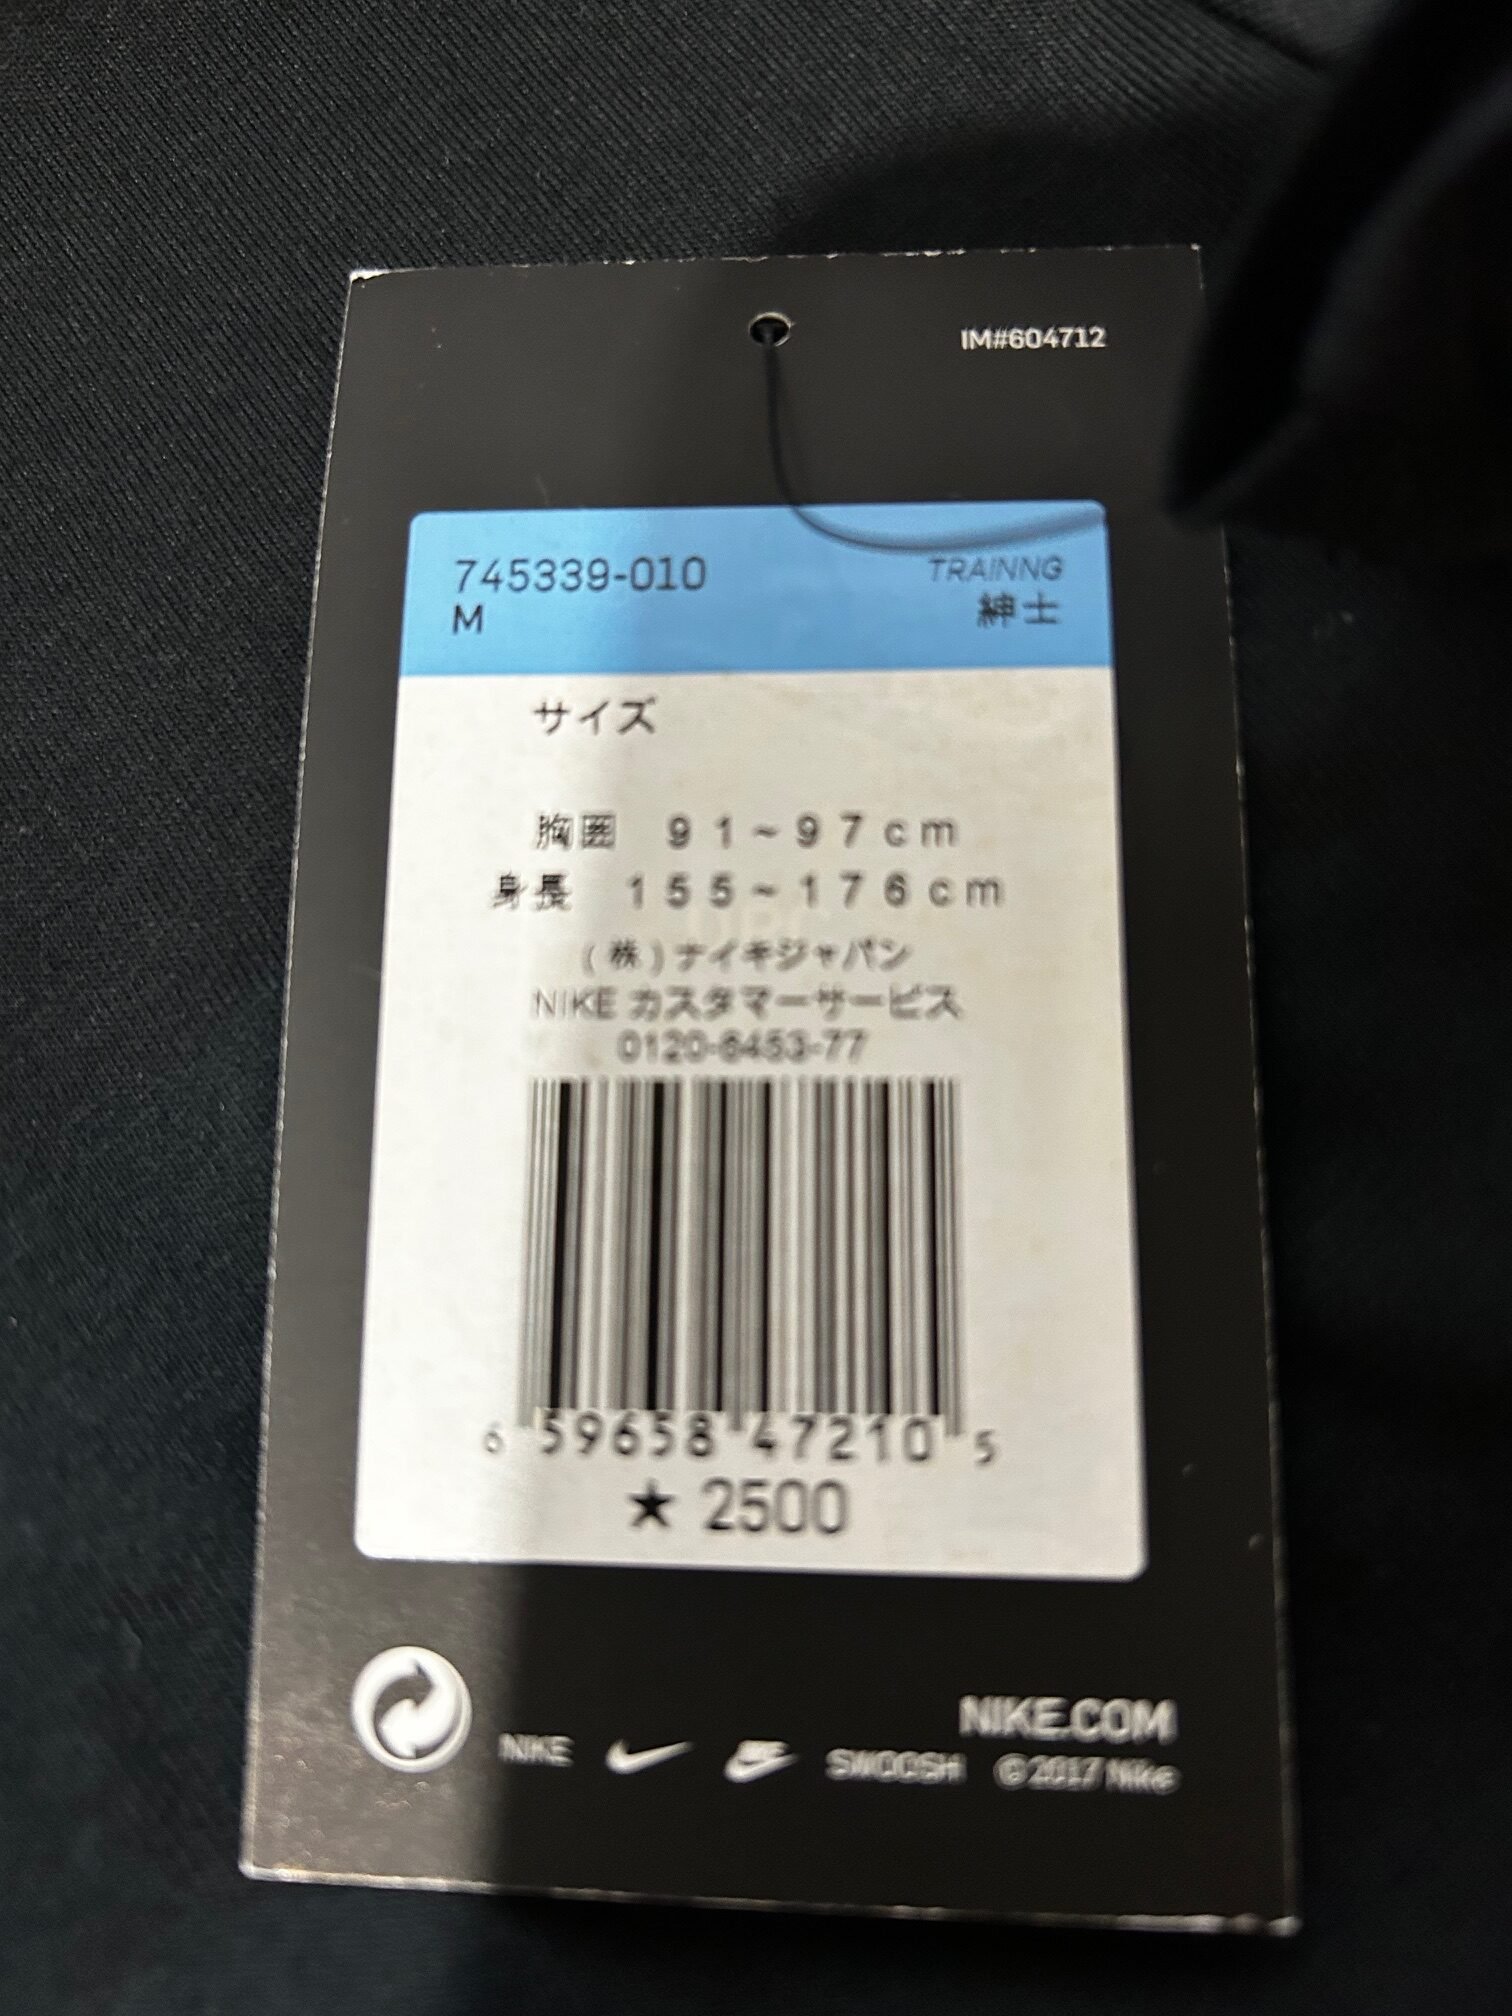 IM#604712
745339-010
TRAINNG
M
紳士
サイズ
胸囲 91~97cm
身長 155~176cm
(株)ナイキジャパン
NIKE カスタマーサービス
0120-6453-77
6 59658 47210 5
★ 2500
NIKE.COM
NIKE
NIKE
SWOOSH
©2017 Nike